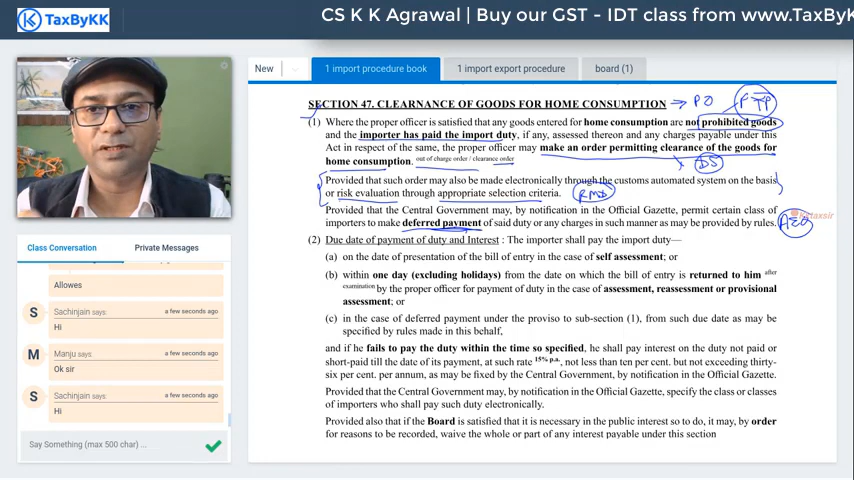 TaxByKK
CS K K Agrawal | Buy our GST - IDT class from www.TaxByK
New
1 import procedure book
1 import export procedure
board (1)
SECTION 47. CLEARNANCE OF GOODS FOR HOME CONSUMPTION → PO FTP
(1) Where the proper officer is satisfied that any goods entered for home consumption are not prohibited goods
and the importer has paid the import duty, if any, assessed thereon and any charges payable under this
Act in respect of the same, the proper officer may make an order permitting clearance of the goods for
home consumption. out of charge order / clearance order
DS
Provided that such order may also be made electronically through the customs automated system on the basis
or risk evaluation through appropriate selection criteria. RMS
Provided that the Central Government may, by notification in the Official Gazette, permit certain class of
importers to make deferred payment of said duty or any charges in such manner as may be provided by rules.
AEO
(2) Due date of payment of duty and Interest : The importer shall pay the import duty—
(a) on the date of presentation of the bill of entry in the case of self assessment; or
(b) within one day (excluding holidays) from the date on which the bill of entry is returned to him after
examination by the proper officer for payment of duty in the case of assessment, reassessment or provisional
assessment; or
(c) in the case of deferred payment under the proviso to sub-section (1), from such due date as may be
specified by rules made in this behalf,
and if he fails to pay the duty within the time so specified, he shall pay interest on the duty not paid or
short-paid till the date of its payment, at such rate 15% p.a. not less than ten per cent. but not exceeding thirty-
six per cent. per annum, as may be fixed by the Central Government, by notification in the Official Gazette.
Provided that the Central Government may, by notification in the Official Gazette, specify the class or classes
of importers who shall pay such duty electronically.
Provided also that if the Board is satisfied that it is necessary in the public interest so to do, it may, by order
for reasons to be recorded, waive the whole or part of any interest payable under this section
Class Conversation
Private Messages
Allowes
S
Sachinjain says:
a few seconds ago
Hi
M
Manju says:
a few seconds ago
Ok sir
S
Sachinjain says:
a few seconds ago
Hi
Say Something (max 500 char) ...